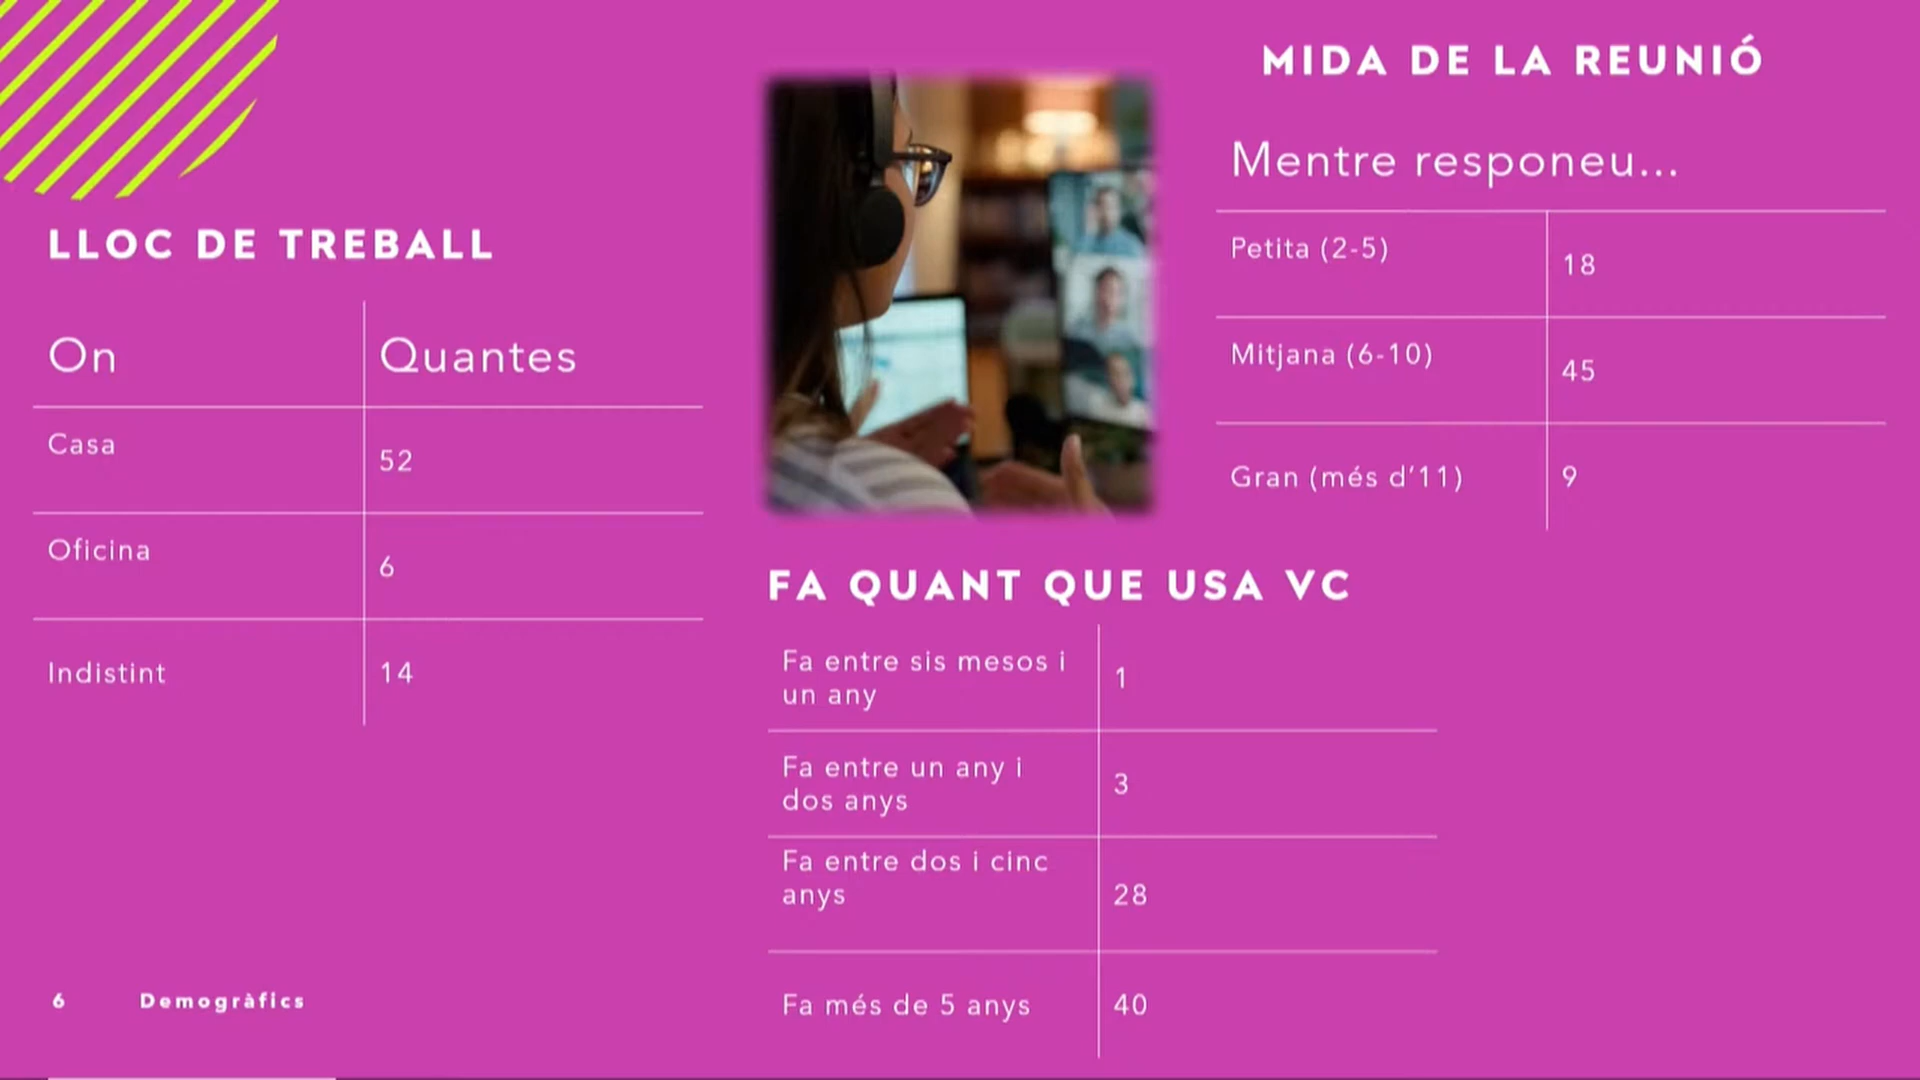 LLOC DE TREBALL
On Quantes
Casa 52
Oficina 6
Indistint 14
MIDA DE LA REUNIÓ
Mentre responeu...
Petita (2-5) 18
Mitjana (6-10) 45
Gran (més d'11) 9
FA QUANT QUE USA VC
Fa entre sis mesos i
un any 1
Fa entre un any i
dos anys 3
Fa entre dos i cinc
anys 28
Fa més de 5 anys 40
6 Demogràfics